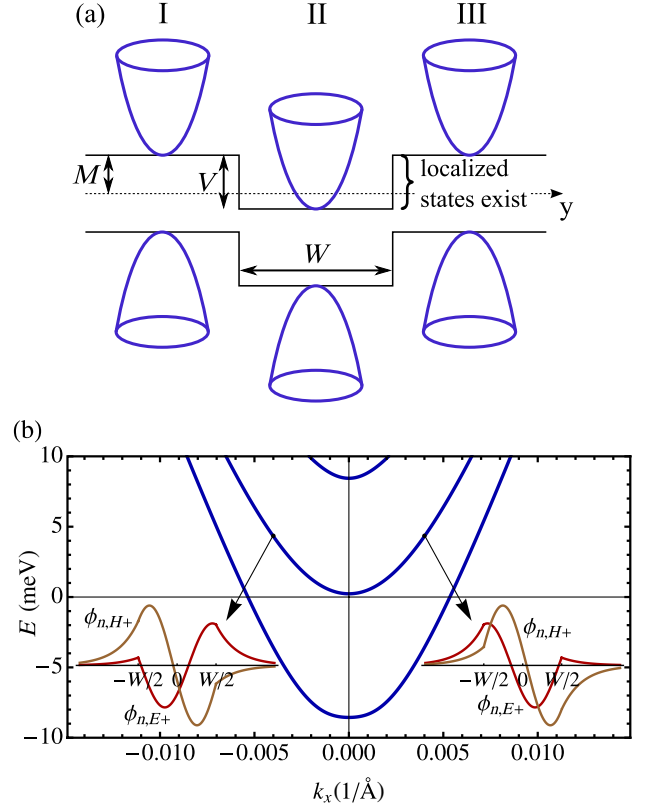 (a)
I II III
M
V
localized
states exist
y
W
(b)
10
5
0
−5
−10
E (meV)
ϕn,H+
−W/2 0 W/2
ϕn,E+
ϕn,H+
−W/2 0 W/2
ϕn,E+
−0.010 −0.005 0.000 0.005 0.010
kx(1/Å)